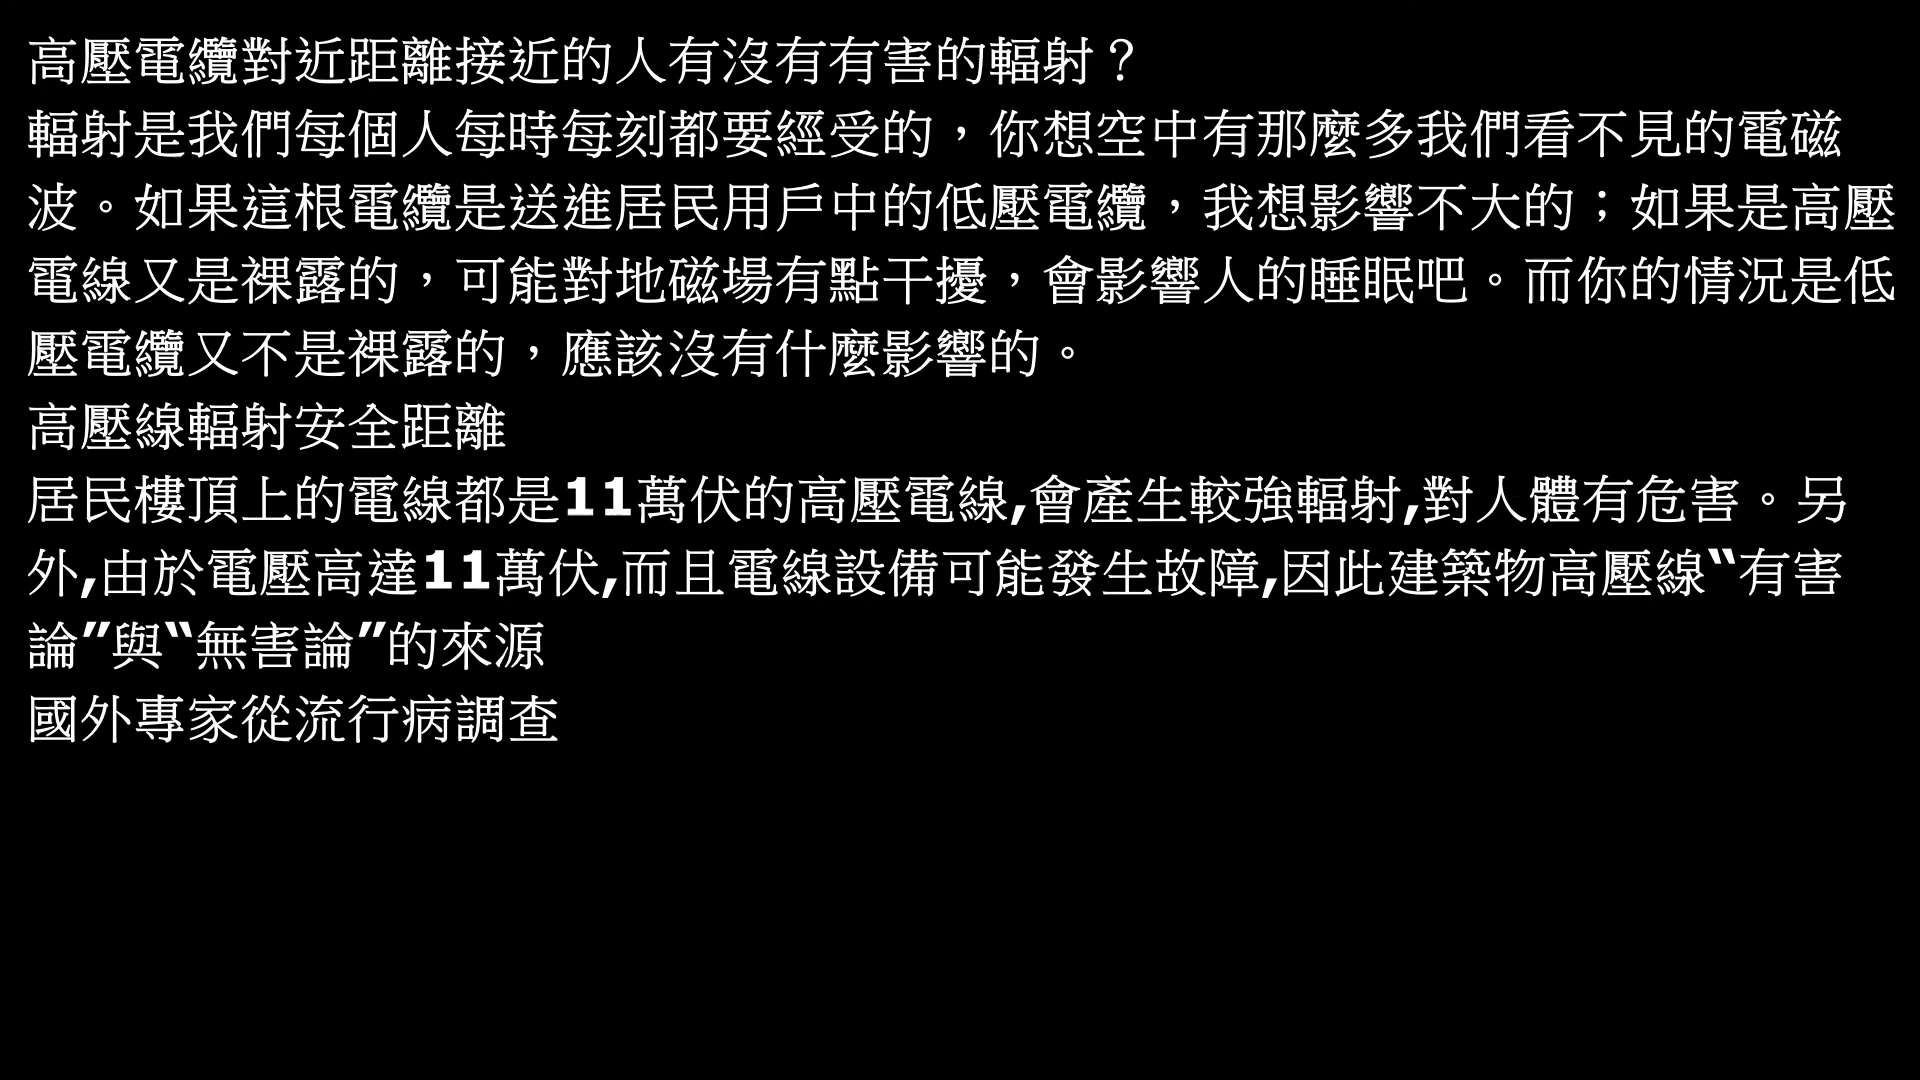 高壓電纜對近距離接近的人有沒有有害的輻射？
輻射是我們每個人每時每刻都要經受的，你想空中有那麼多我們看不見的電磁
波。如果這根電纜是送進居民用戶中的低壓電纜，我想影響不大的；如果是高壓
電線又是裸露的，可能對地磁場有點干擾，會影響人的睡眠吧。而你的情況是低
壓電纜又不是裸露的，應該沒有什麼影響的。
高壓線輻射安全距離
居民樓頂上的電線都是11萬伏的高壓電線,會產生較強輻射,對人體有危害。另
外,由於電壓高達11萬伏,而且電線設備可能發生故障,因此建築物高壓線“有害
論”與“無害論”的來源
國外專家從流行病調查